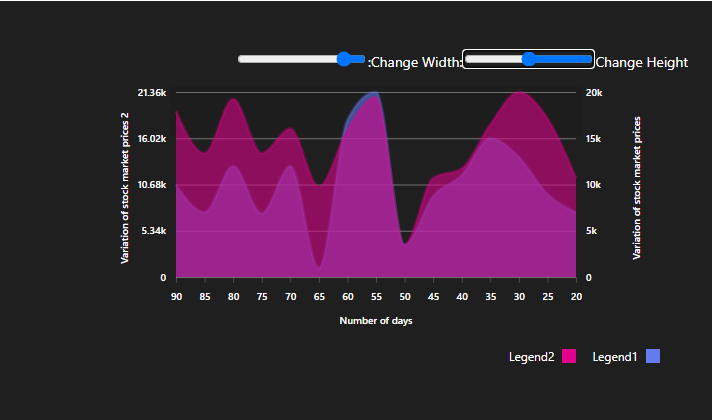 :Change Width: Change Height
21.36k
16.02k
10.68k
5.34k
0
Variation of stock market prices 2
20k
15k
10k
5k
0
Variation of stock market prices
90 85 80 75 70 65 60 55 50 45 40 35 30 25 20
Number of days
Legend2 Legend1